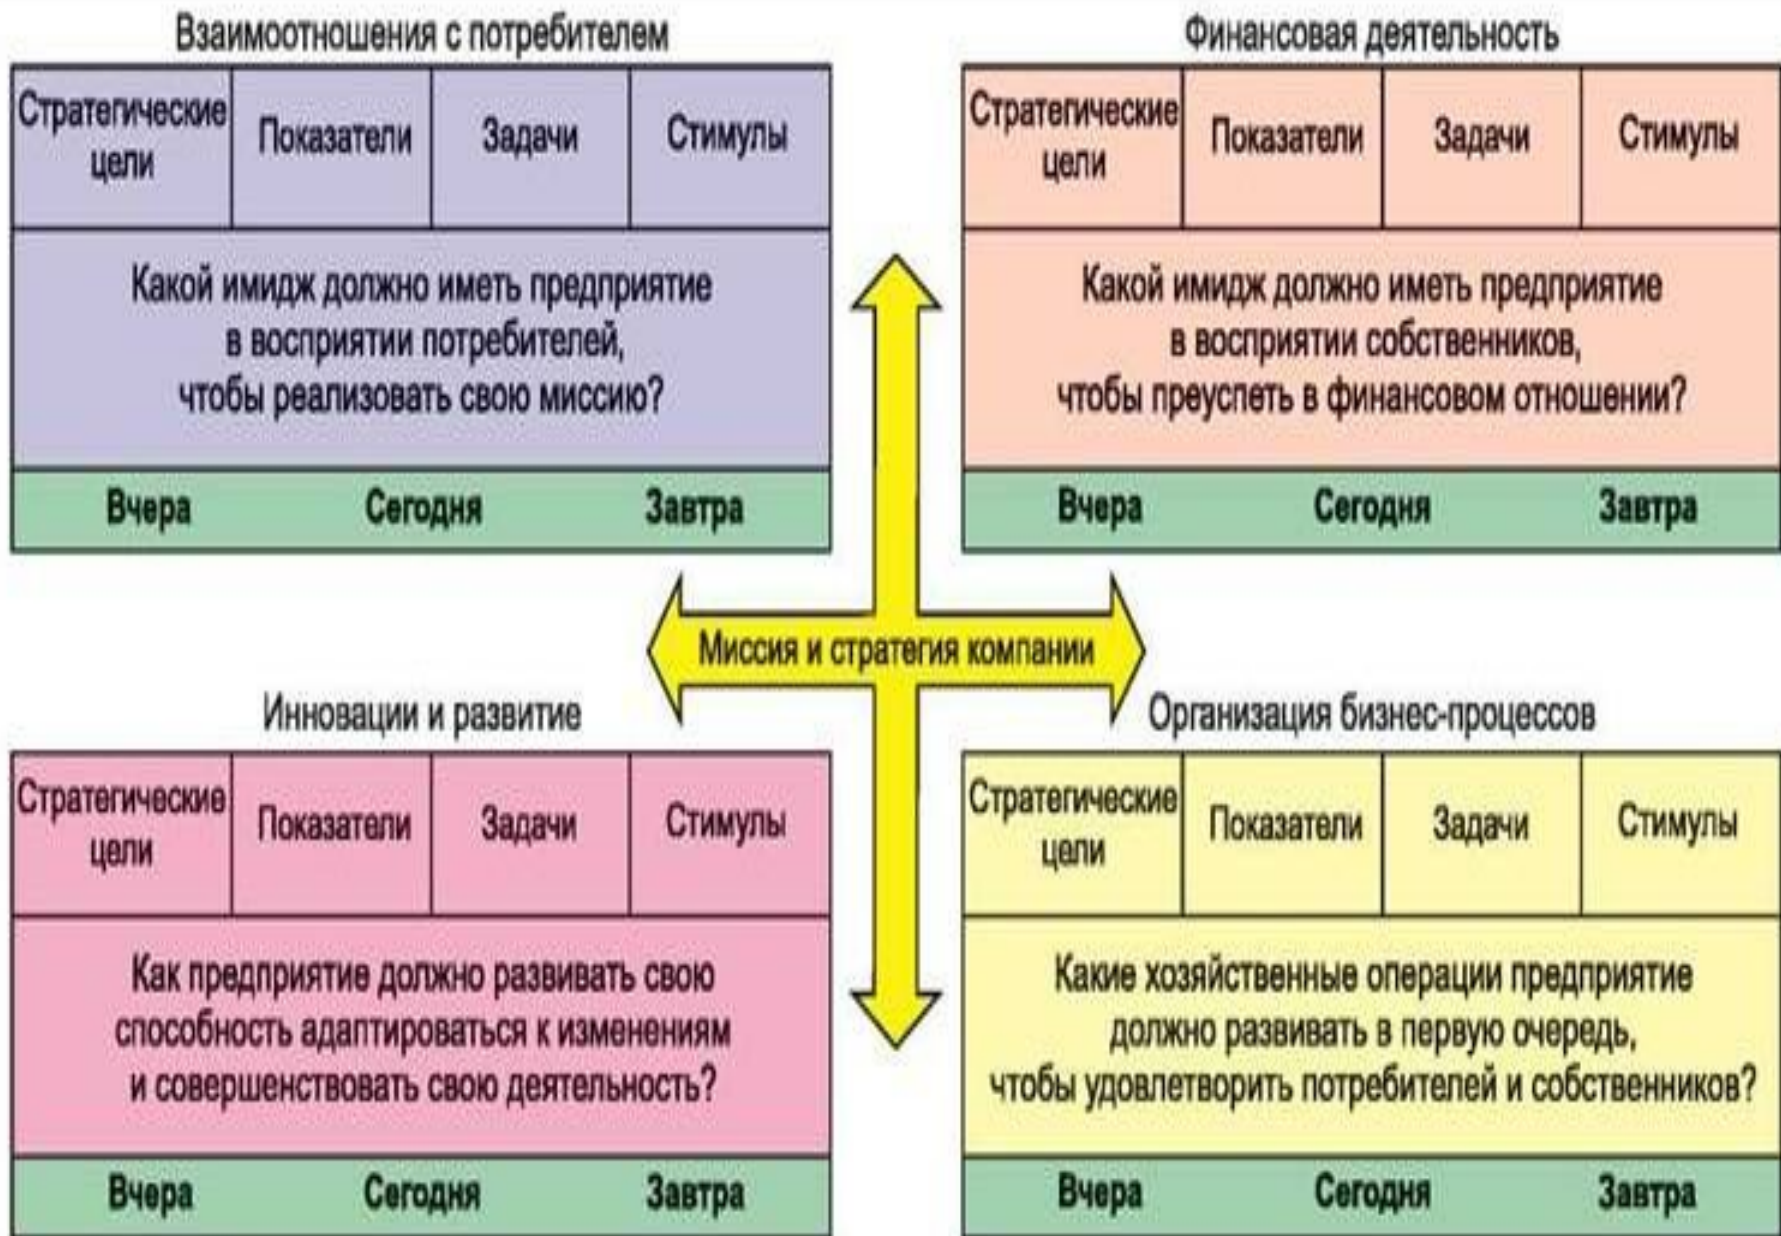 Взаимоотношения с потребителем
Стратегические цели
Показатели
Задачи
Стимулы
Какой имидж должно иметь предприятие
в восприятии потребителей,
чтобы реализовать свою миссию?
Вчера Сегодня Завтра
Финансовая деятельность
Стратегические цели
Показатели
Задачи
Стимулы
Какой имидж должно иметь предприятие
в восприятии собственников,
чтобы преуспеть в финансовом отношении?
Вчера Сегодня Завтра
Миссия и стратегия компании
Инновации и развитие
Стратегические цели
Показатели
Задачи
Стимулы
Как предприятие должно развивать свою
способность адаптироваться к изменениям
и совершенствовать свою деятельность?
Вчера Сегодня Завтра
Организация бизнес-процессов
Стратегические цели
Показатели
Задачи
Стимулы
Какие хозяйственные операции предприятие
должно развивать в первую очередь,
чтобы удовлетворить потребителей и собственников?
Вчера Сегодня Завтра